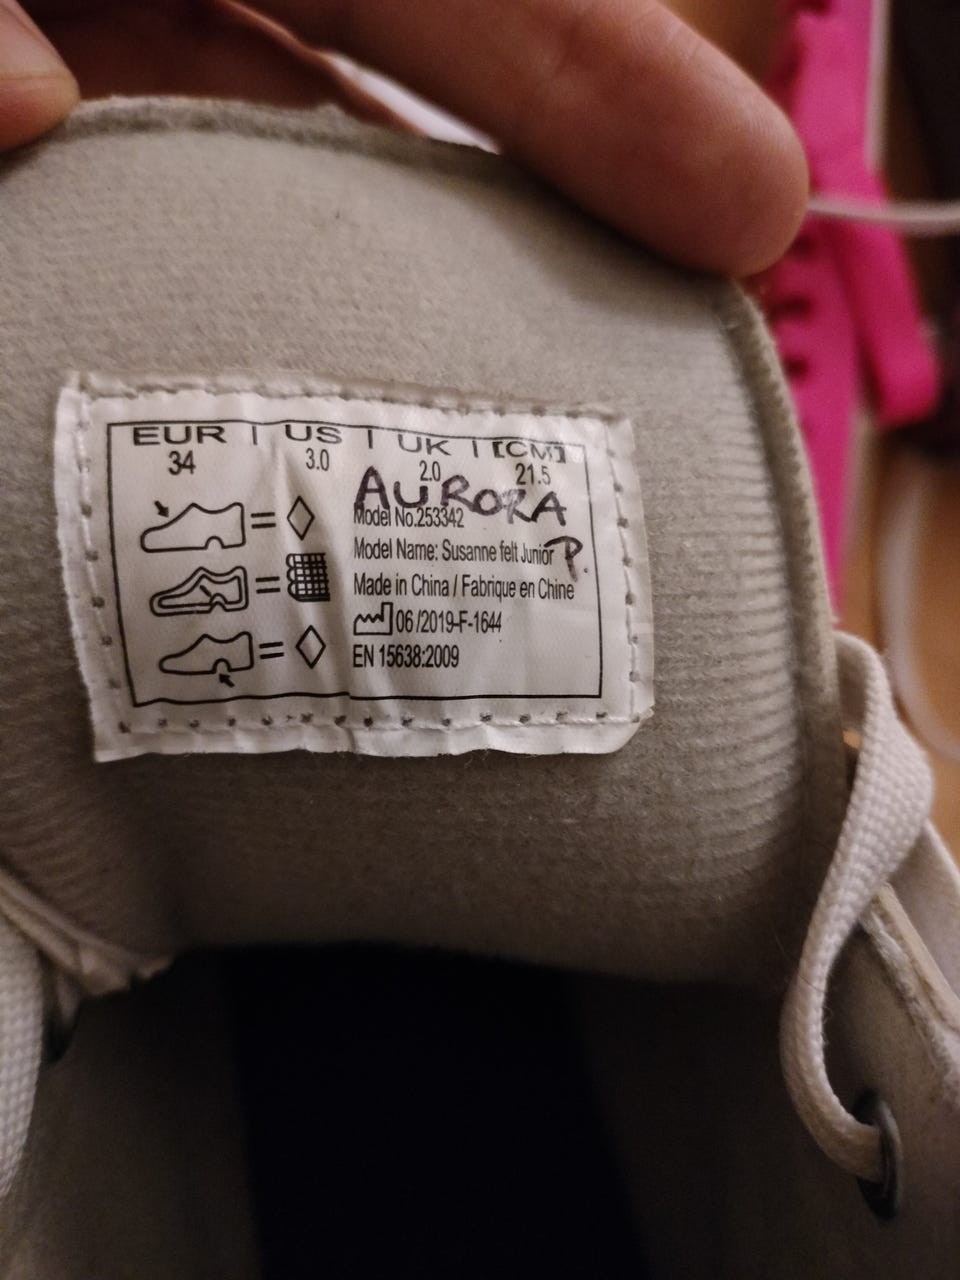 EUR | US | UK | [CM]
34 3.0 2.0 21.5
AURORA P.
Model No.253342
Model Name: Susanne felt Junior
Made in China / Fabrique en Chine
06/2019-F-1644
EN 15638:2009